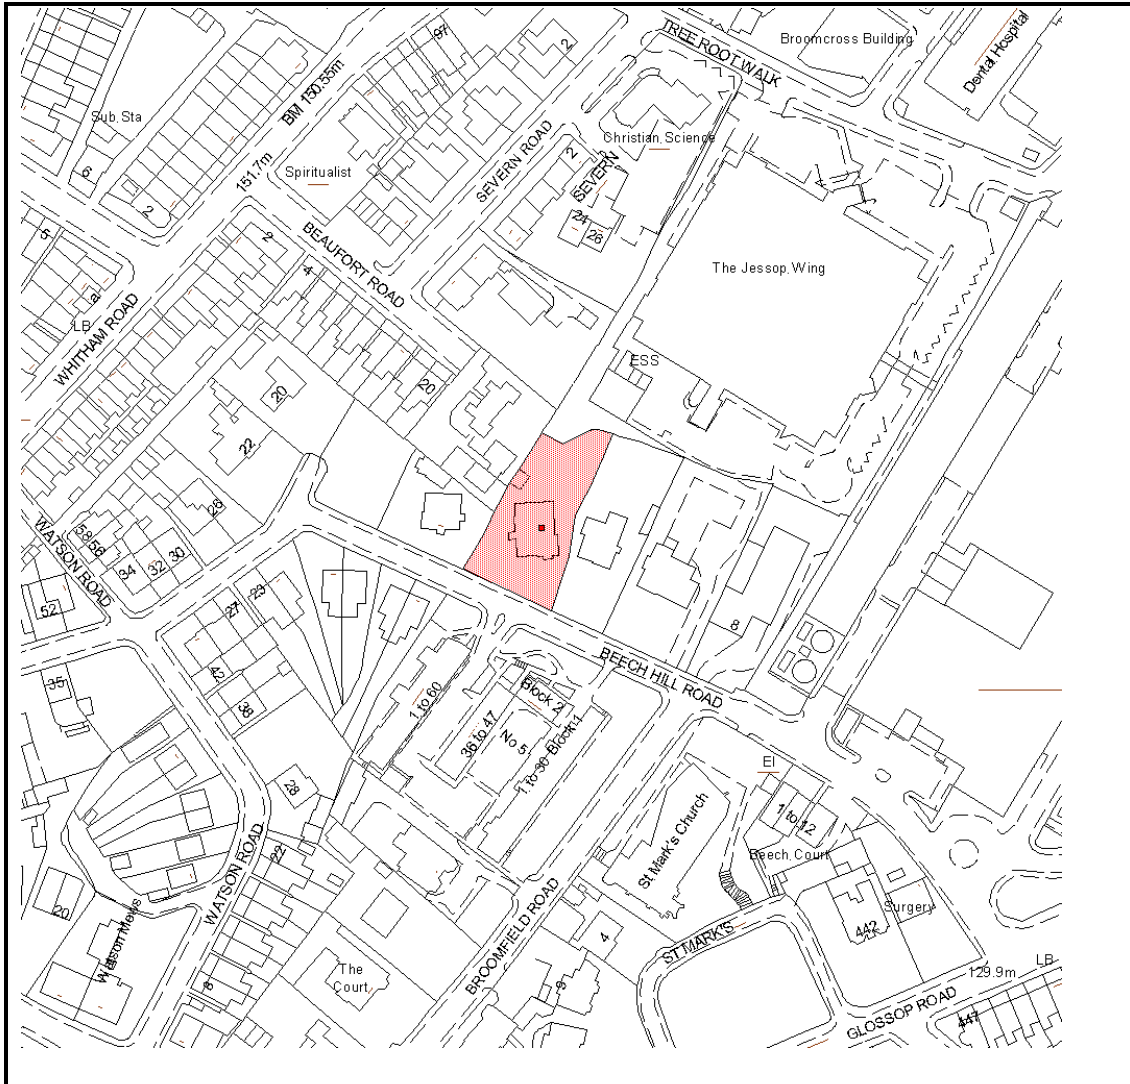 TREE ROOT WALK
Broomcross Building
Dental Hospital
97
2
BM 150.55m
Sub Sta
6
2
151.7m
Spiritualist
SEVERN ROAD
2
SEVERN
Christian Science
24
26
5
BEAUFORT ROAD
2
4
The Jessop Wing
LB
WHITHAM ROAD
ESS
20
20
22
26
WATSON ROAD
58
56
34
32
30
52
23
27
42
38
35
8
BEECH HILL ROAD
1 to 60
Block 2
36 to 47
No 5
1 to 30 Block 1
El
1 to 12
Beech Court
St Mark's Church
28
22
WATSON ROAD
20
Watson Mews
8
The
Court
BROOMFIELD ROAD
4
9
ST MARK'S
Surgery
442
129.9m
LB
GLOSSOP ROAD
447